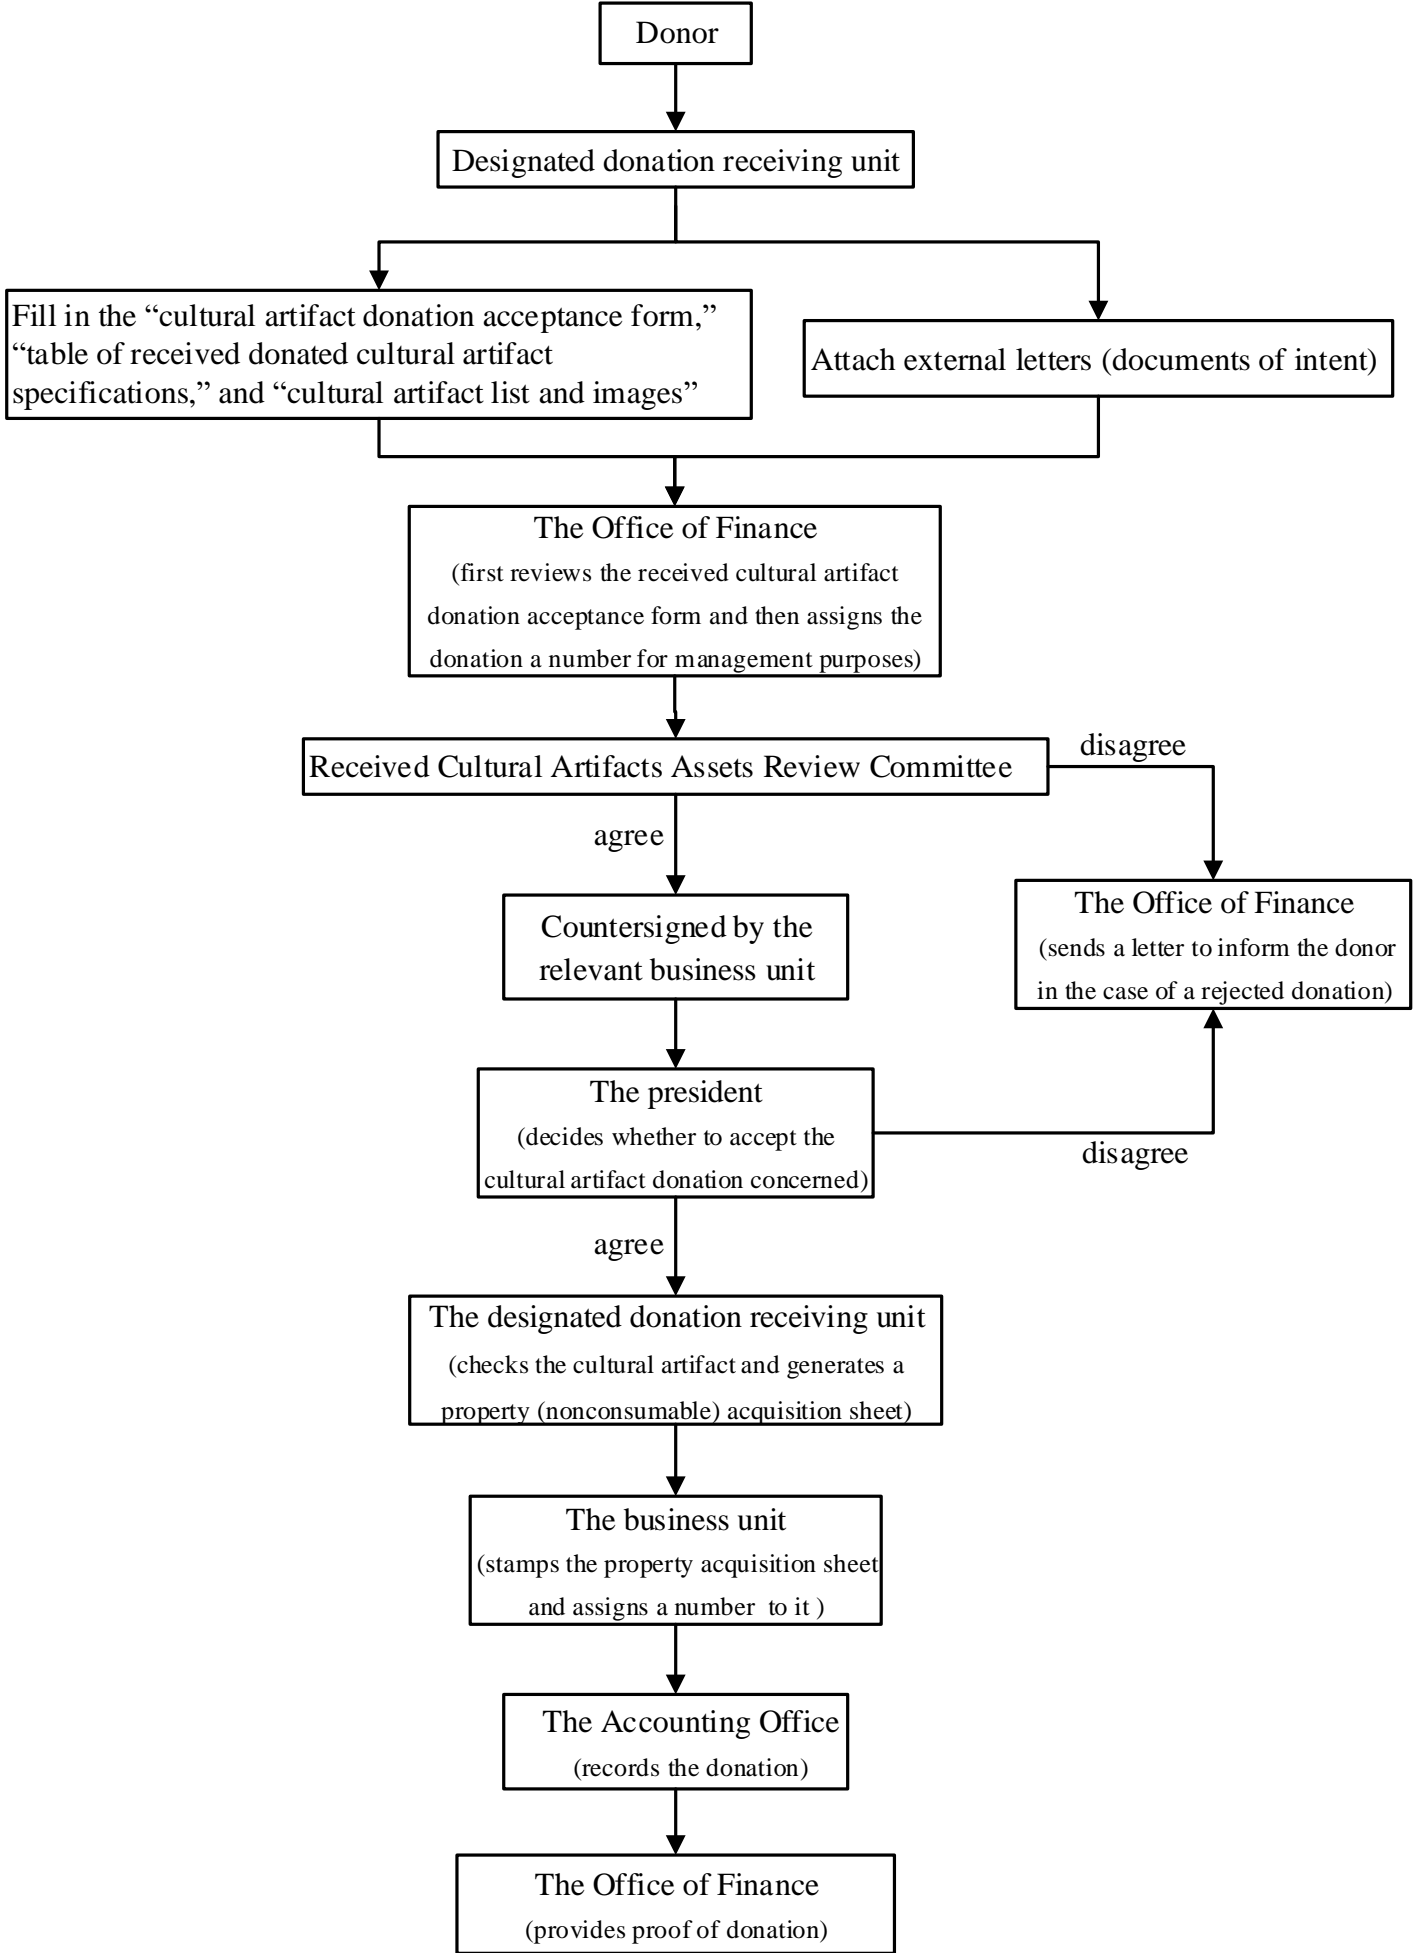 Donor
Designated donation receiving unit
Fill in the “cultural artifact donation acceptance form,”
“table of received donated cultural artifact
specifications,” and “cultural artifact list and images”
Attach external letters (documents of intent)
The Office of Finance
(first reviews the received cultural artifact
donation acceptance form and then assigns the
donation a number for management purposes)
Received Cultural Artifacts Assets Review Committee
disagree
agree
Countersigned by the
relevant business unit
The Office of Finance
(sends a letter to inform the donor
in the case of a rejected donation)
The president
(decides whether to accept the
cultural artifact donation concerned)
disagree
agree
The designated donation receiving unit
(checks the cultural artifact and generates a
property (nonconsumable) acquisition sheet)
The business unit
(stamps the property acquisition sheet
and assigns a number to it )
The Accounting Office
(records the donation)
The Office of Finance
(provides proof of donation)